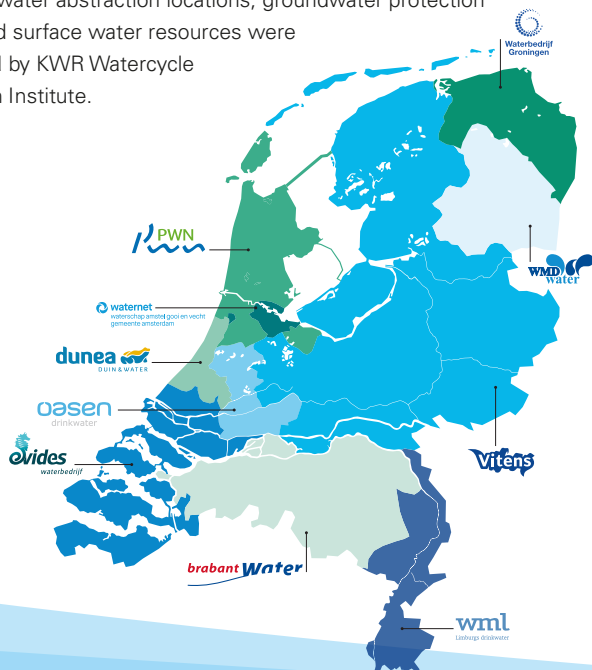 water abstraction locations, groundwater protection
d surface water resources were
by KWR Watercycle
Institute.
Waterbedrijf
Groningen
PWN
WMD
water
waternet
waterschap amstel gooi en vecht
gemeente amsterdam
dunea
DUIN & WATER
oasen
drinkwater
evides
waterbedrijf
Vitens
brabant Water
wml
Limburgs drinkwater